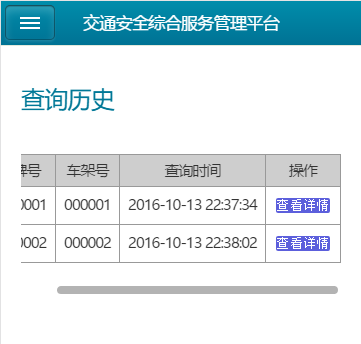 交通安全综合服务管理平台
查询历史
牌号 车架号 查询时间 操作
0001 000001 2016-10-13 22:37:34 查看详情
0002 000002 2016-10-13 22:38:02 查看详情